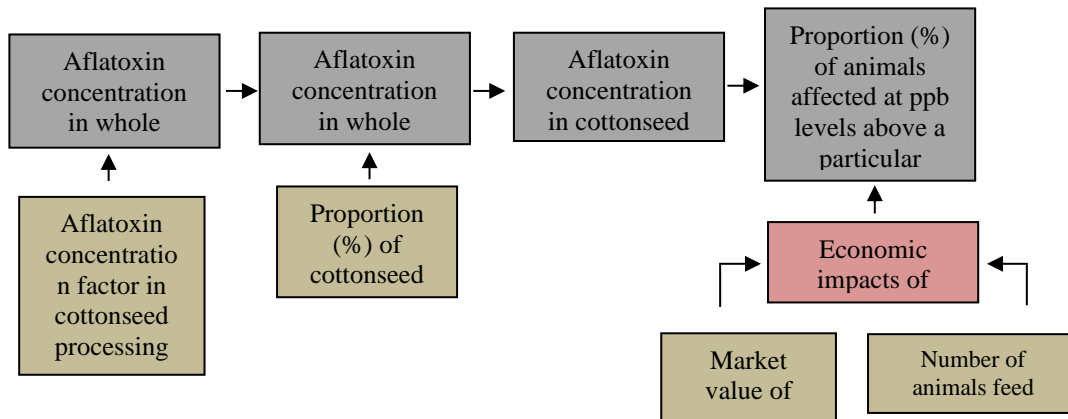 Aflatoxin
concentration
in whole
Aflatoxin
concentration
in whole
Aflatoxin
concentration
in cottonseed
Proportion (%)
of animals
affected at ppb
levels above a
particular
Aflatoxin
concentratio
n factor in
cottonseed
processing
Proportion
(%) of
cottonseed
Economic
impacts of
Market
value of
Number of
animals feed